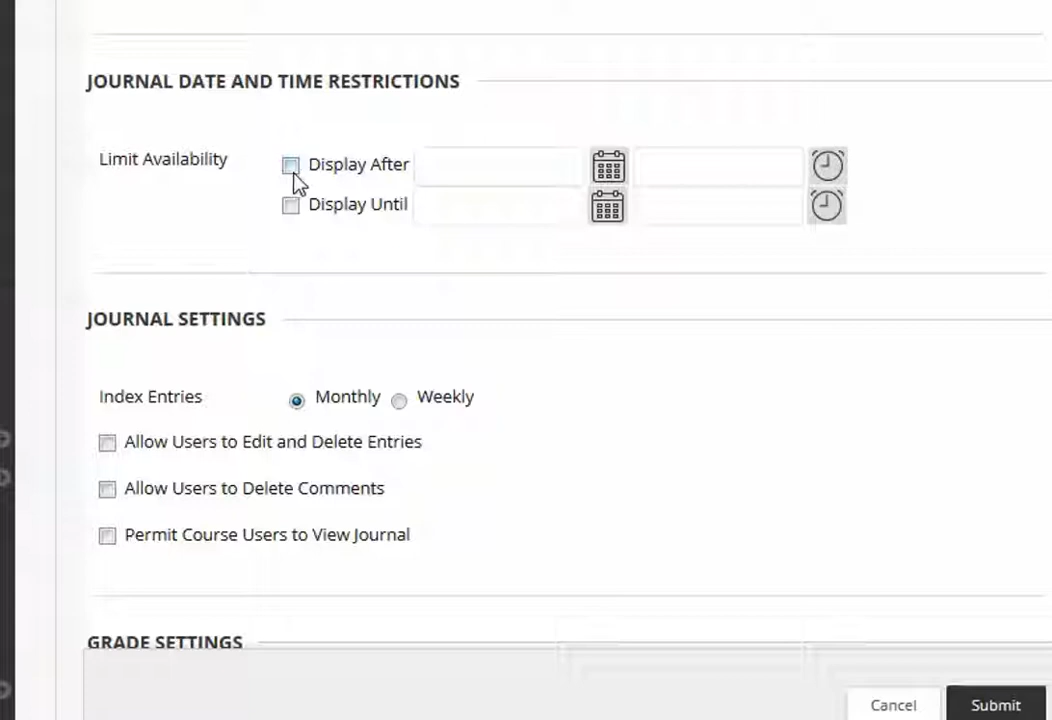 JOURNAL DATE AND TIME RESTRICTIONS
Limit Availability
Display After
Display Until
JOURNAL SETTINGS
Index Entries Monthly Weekly
Allow Users to Edit and Delete Entries
Allow Users to Delete Comments
Permit Course Users to View Journal
GRADE SETTINGS
Cancel Submit